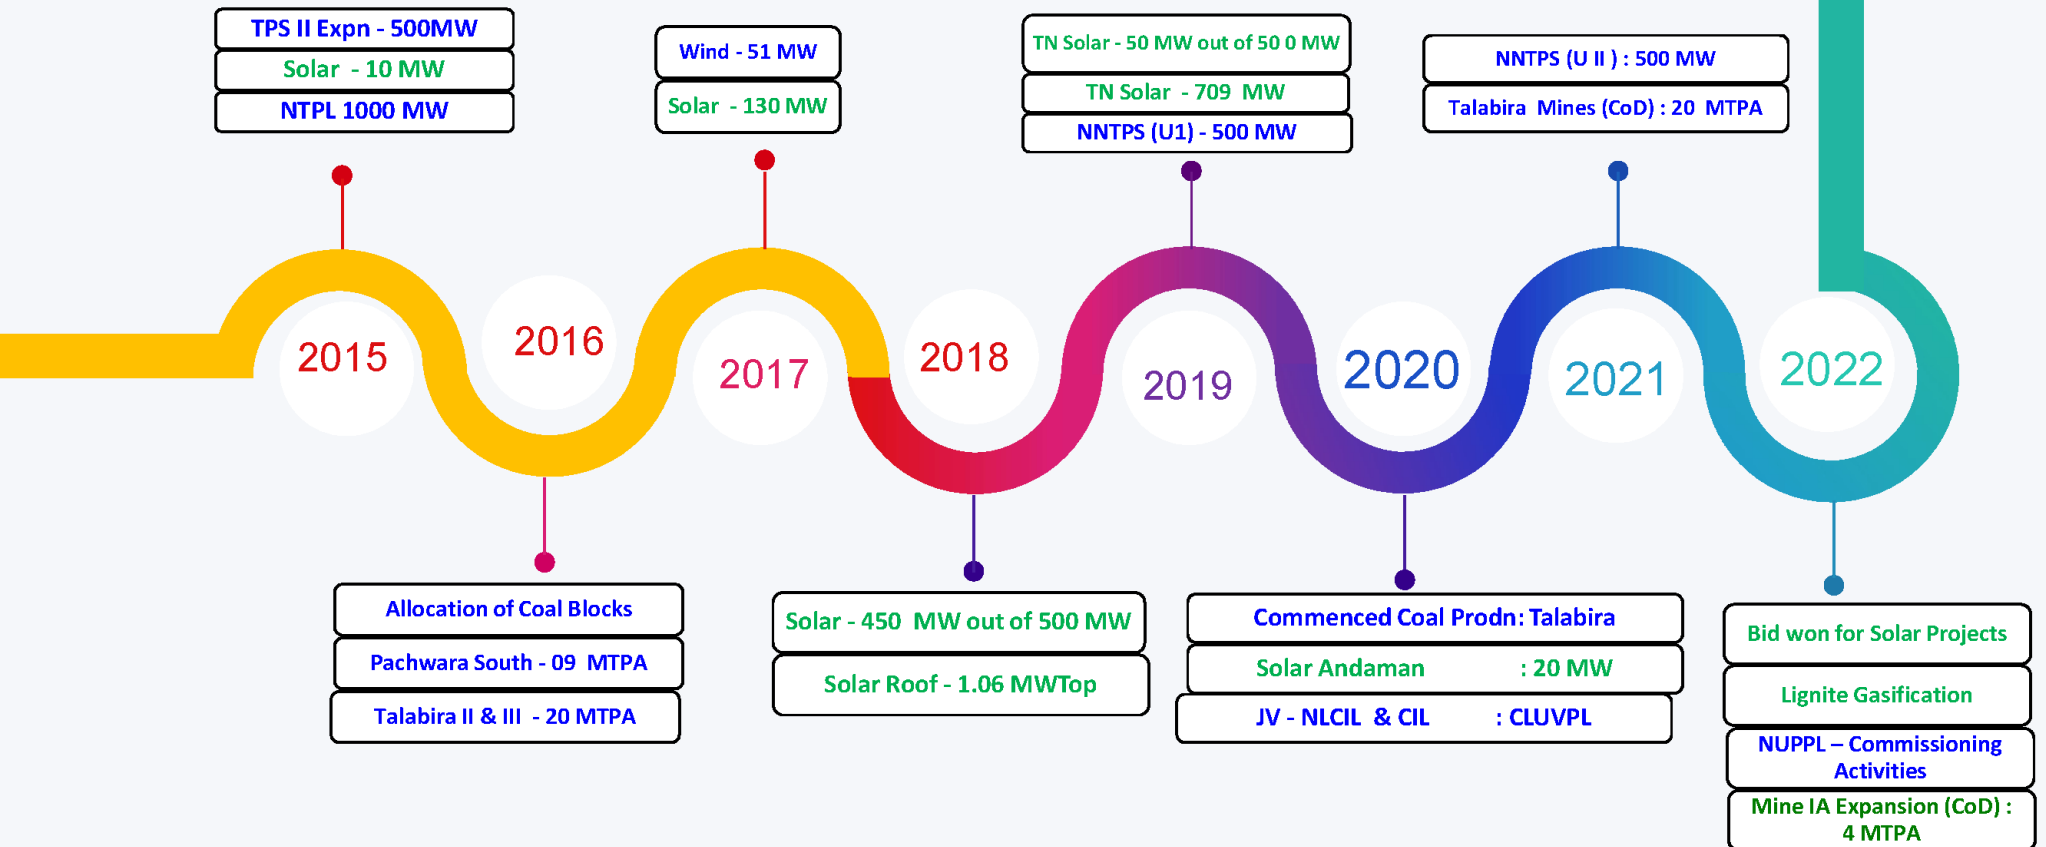 TPS II Expn - 500MW
Solar - 10 MW
NTPL 1000 MW
Wind - 51 MW
Solar - 130 MW
TN Solar - 50 MW out of 50 0 MW
TN Solar - 709 MW
NNTPS (U1) - 500 MW
NNTPS (U II ) : 500 MW
Talabira Mines (CoD) : 20 MTPA
2015
2016
2017
2018
2019
2020
2021
2022
Allocation of Coal Blocks
Pachwara South - 09 MTPA
Talabira II & III - 20 MTPA
Solar - 450 MW out of 500 MW
Solar Roof - 1.06 MWTop
Commenced Coal Prodn: Talabira
Solar Andaman : 20 MW
JV - NLCIL & CIL : CLUVPL
Bid won for Solar Projects
Lignite Gasification
NUPPL – Commissioning
Activities
Mine IA Expansion (CoD) :
4 MTPA